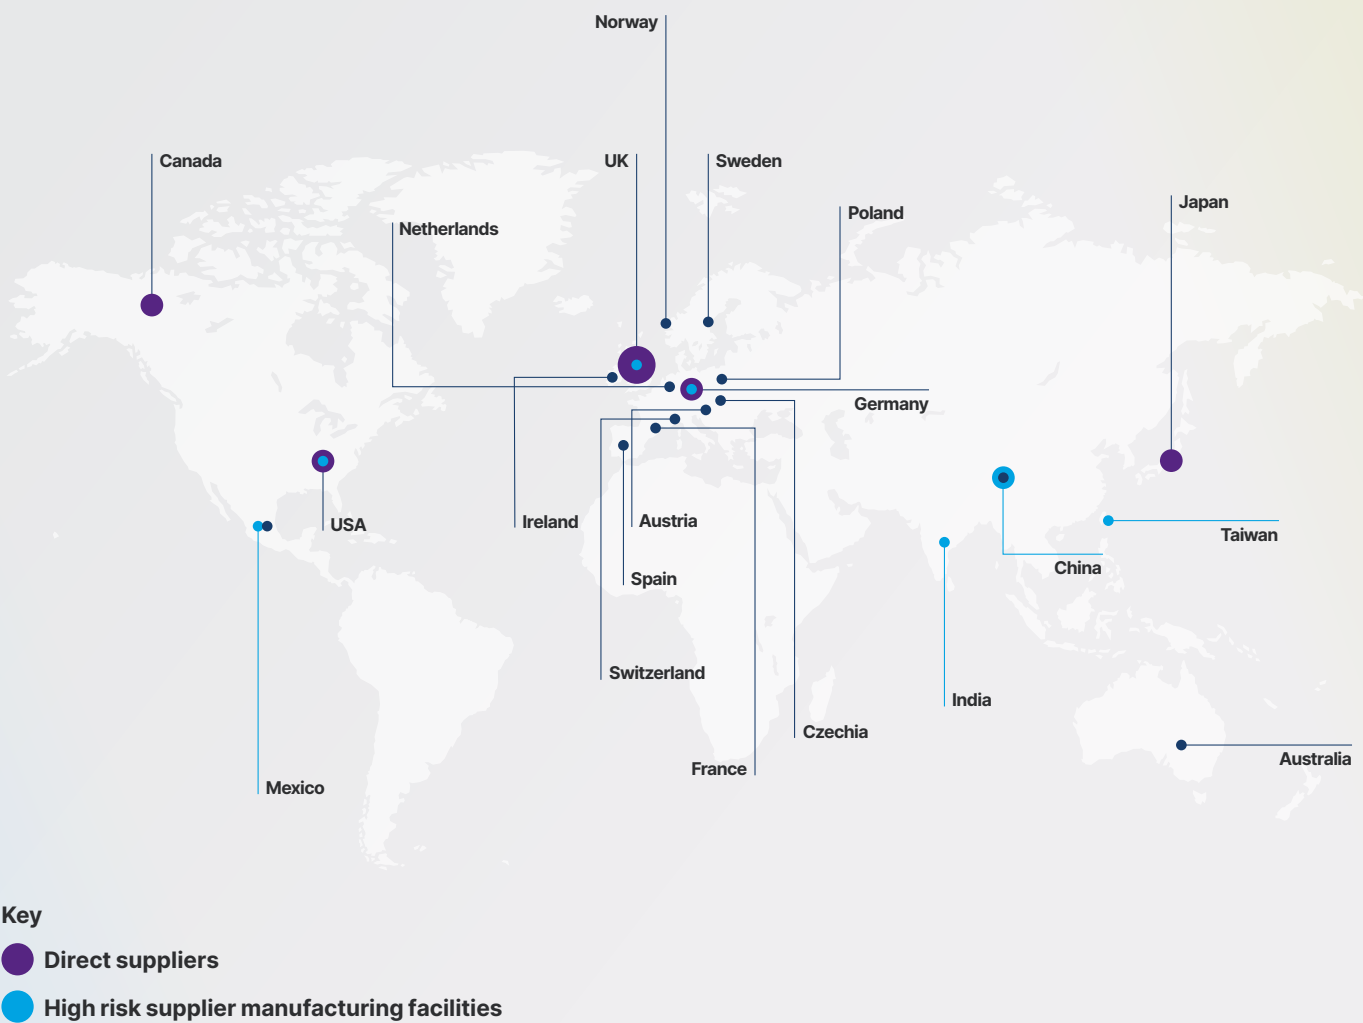 Norway
Canada
UK
Sweden
Japan
Poland
Netherlands
Germany
USA
Ireland
Austria
Taiwan
China
Spain
Switzerland
India
Czechia
Australia
France
Mexico
Key
Direct suppliers
High risk supplier manufacturing facilities